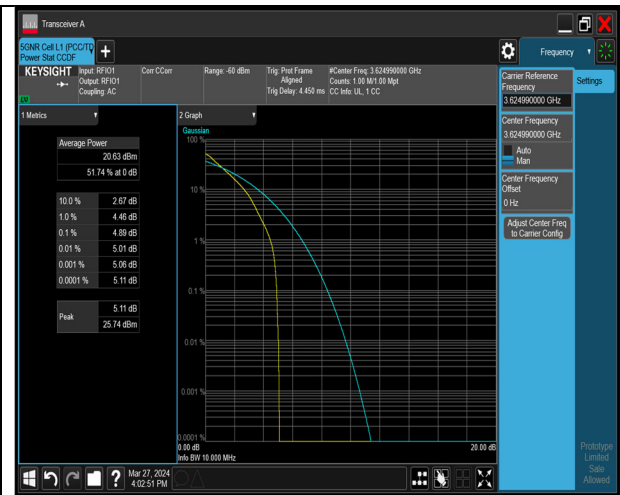 Transceiver A
5GNR Cell L1 (PCC/TD
Power Stat CCDF
Frequency
KEYSIGHT
Input: RFIO1
Output: RFIO1
Coupling: AC
Corr CCorr
Range: -60 dBm
Trig: Prot Frame
Aligned
Trig Delay: 4.450 ms
#Center Freq: 3.624990000 GHz
Counts: 1.00 M/1.00 Mpt
CC Info: UL, 1 CC
Carrier Reference
Frequency
3.624990000 GHz
Settings
Center Frequency
3.624990000 GHz
Auto
Man
Center Frequency
Offset
0 Hz
Adjust Center Freq
to Carrier Config
1 Metrics
Average Power
20.63 dBm
51.74 % at 0 dB
10.0 % 2.67 dB
1.0 % 4.46 dB
0.1 % 4.89 dB
0.01 % 5.01 dB
0.001 % 5.06 dB
0.0001 % 5.11 dB
Peak
5.11 dB
25.74 dBm
2 Graph
Gaussian
100 %
10 %
1 %
0.1 %
0.01 %
0.001 %
0.0001 %
0.00 dB
20.00 dB
Info BW 10.000 MHz
Mar 27, 2024
4:02:51 PM
Prototype
Limited
Sale
Allowed